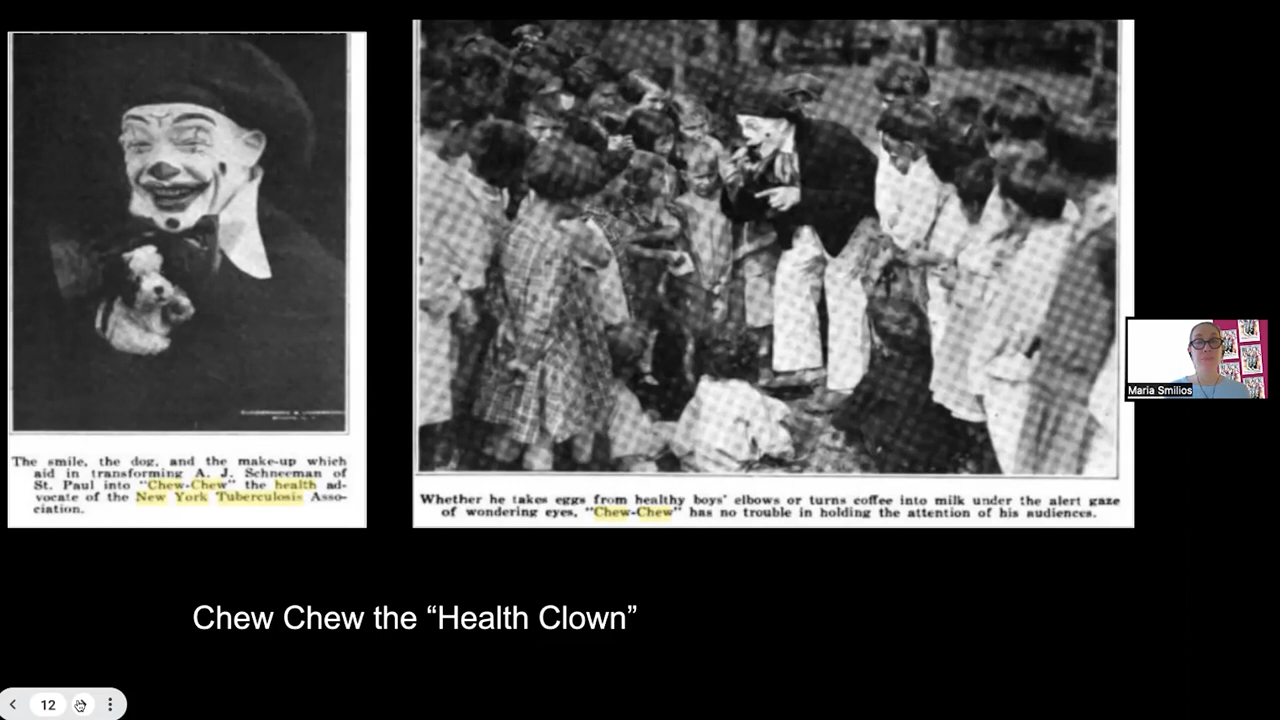 The smile, the dog, and the make-up which
aid in transforming A. J. Schneeman of
St. Paul into "Chew-Chew" the health ad-
vocate of the New York Tuberculosis Asso-
ciation.
Whether he takes eggs from healthy boys' elbows or turns coffee into milk under the alert gaze
of wondering eyes, "Chew-Chew" has no trouble in holding the attention of his audiences.
Maria Smilios
Chew Chew the “Health Clown”
12